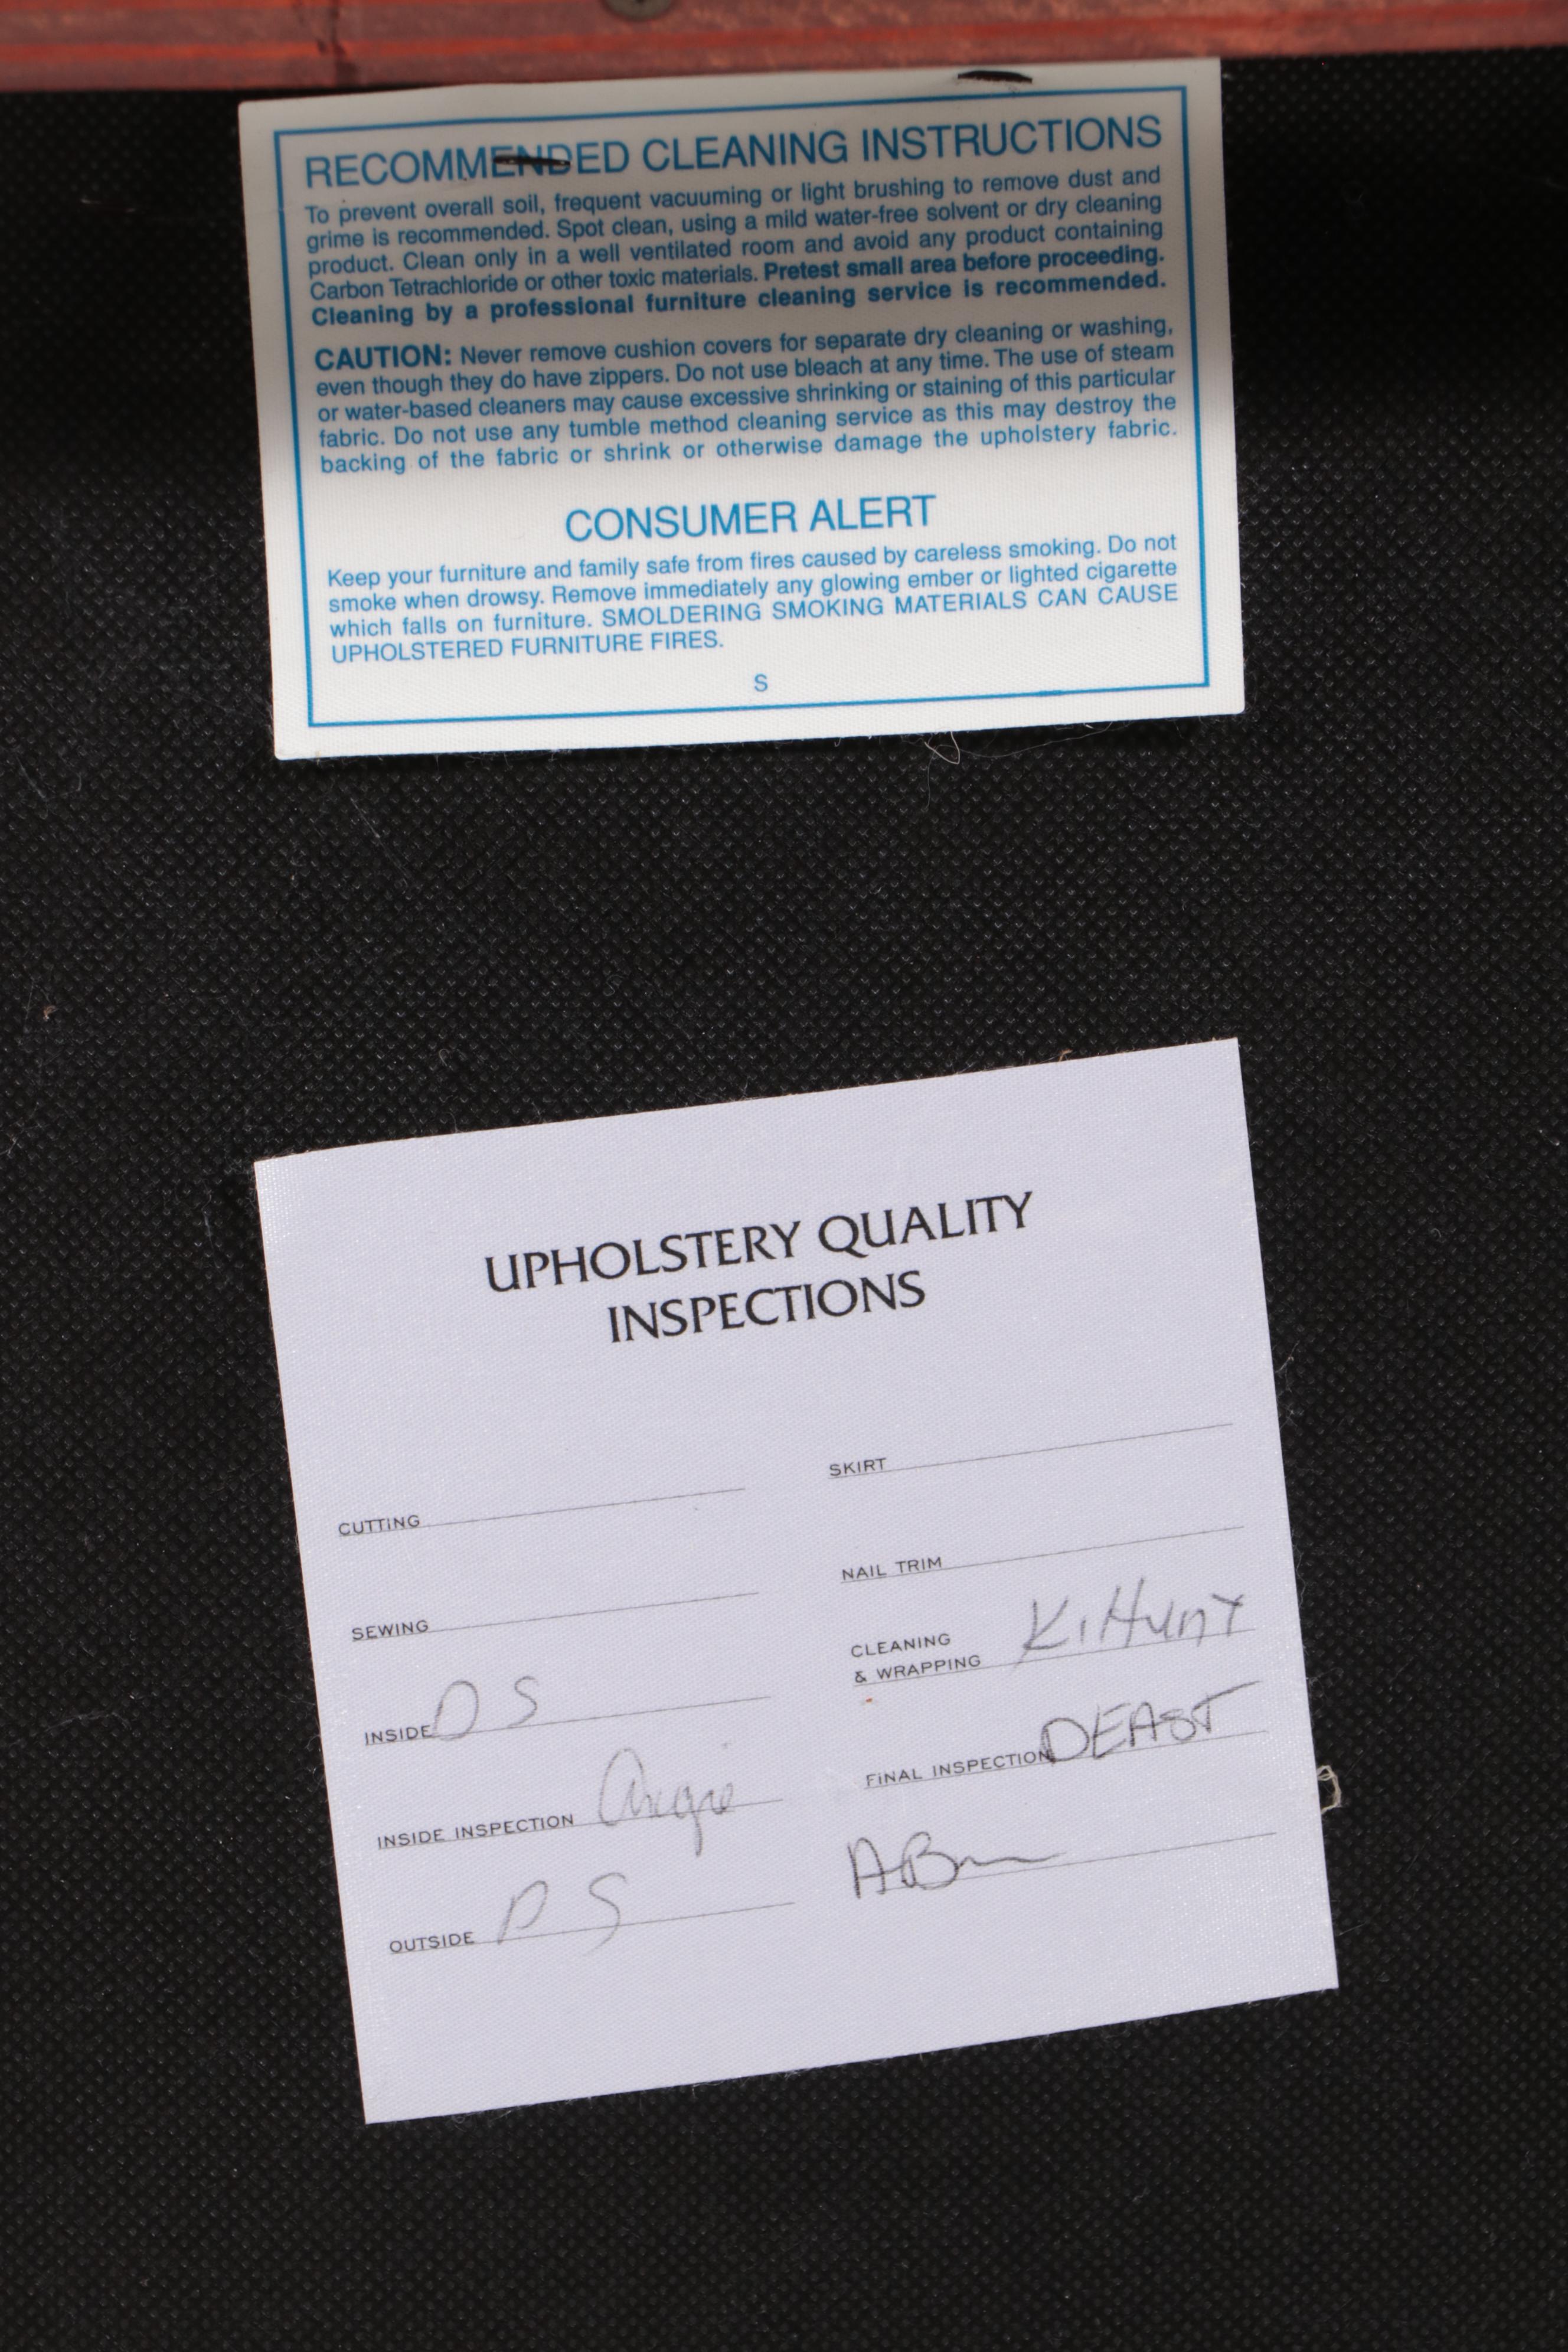 RECOMMENDED CLEANING INSTRUCTIONS
To prevent overall soil, frequent vacuuming or light brushing to remove dust and
grime is recommended. Spot clean, using a mild water-free solvent or dry cleaning
product. Clean only in a well ventilated room and avoid any product containing
Carbon Tetrachloride or other toxic materials. Pretest small area before proceeding.
Cleaning by a professional furniture cleaning service is recommended.
CAUTION: Never remove cushion covers for separate dry cleaning or washing,
even though they do have zippers. Do not use bleach at any time. The use of steam
or water-based cleaners may cause excessive shrinking or staining of this particular
fabric. Do not use any tumble method cleaning service as this may destroy the
backing of the fabric or shrink or otherwise damage the upholstery fabric.
CONSUMER ALERT
Keep your furniture and family safe from fires caused by careless smoking. Do not
smoke when drowsy. Remove immediately any glowing ember or lighted cigarette
which falls on furniture. SMOLDERING SMOKING MATERIALS CAN CAUSE
UPHOLSTERED FURNITURE FIRES.
S
UPHOLSTERY QUALITY
INSPECTIONS
CUTTING
SEWING
INSIDE D S
INSIDE INSPECTION Angie
OUTSIDE D S
SKIRT
NAIL TRIM
CLEANING
& WRAPPING K. Hunt
FINAL INSPECTION DEAST